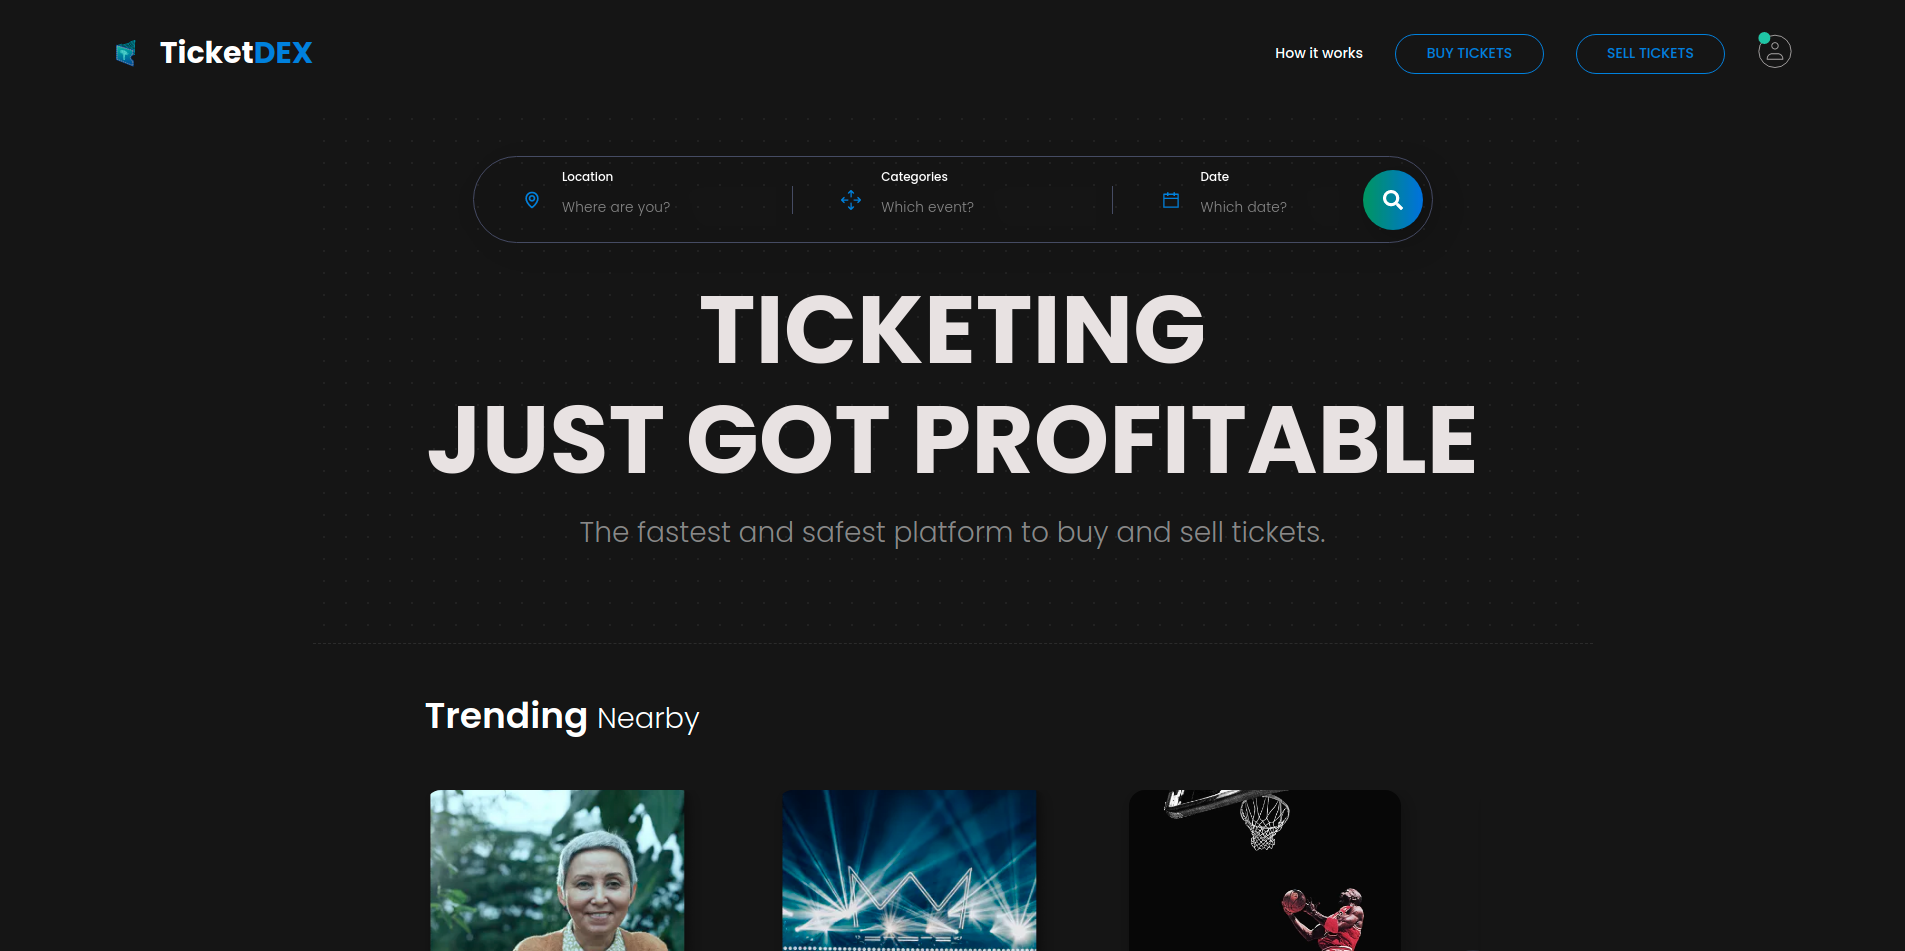 TicketDEX
How it works
BUY TICKETS
SELL TICKETS
Location
Where are you?
Categories
Which event?
Date
Which date?
TICKETING
JUST GOT PROFITABLE
The fastest and safest platform to buy and sell tickets.
Trending Nearby